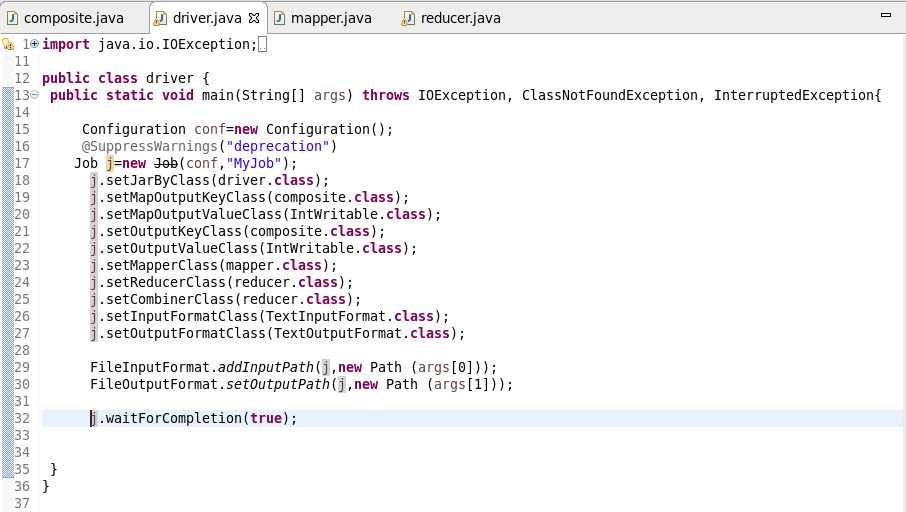 composite.java driver.java mapper.java reducer.java
1 import java.io.IOException;
11
12 public class driver {
13 public static void main(String[] args) throws IOException, ClassNotFoundException, InterruptedException{
14
15 Configuration conf=new Configuration();
16 @SuppressWarnings("deprecation")
17 Job j=new Job(conf,"MyJob");
18 j.setJarByClass(driver.class);
19 j.setMapOutputKeyClass(composite.class);
20 j.setMapOutputValueClass(IntWritable.class);
21 j.setOutputKeyClass(composite.class);
22 j.setOutputValueClass(IntWritable.class);
23 j.setMapperClass(mapper.class);
24 j.setReducerClass(reducer.class);
25 j.setCombinerClass(reducer.class);
26 j.setInputFormatClass(TextInputFormat.class);
27 j.setOutputFormatClass(TextOutputFormat.class);
28
29 FileInputFormat.addInputPath(j,new Path (args[0]));
30 FileOutputFormat.setOutputPath(j,new Path (args[1]));
31
32 j.waitForCompletion(true);
33
34
35 }
36 }
37